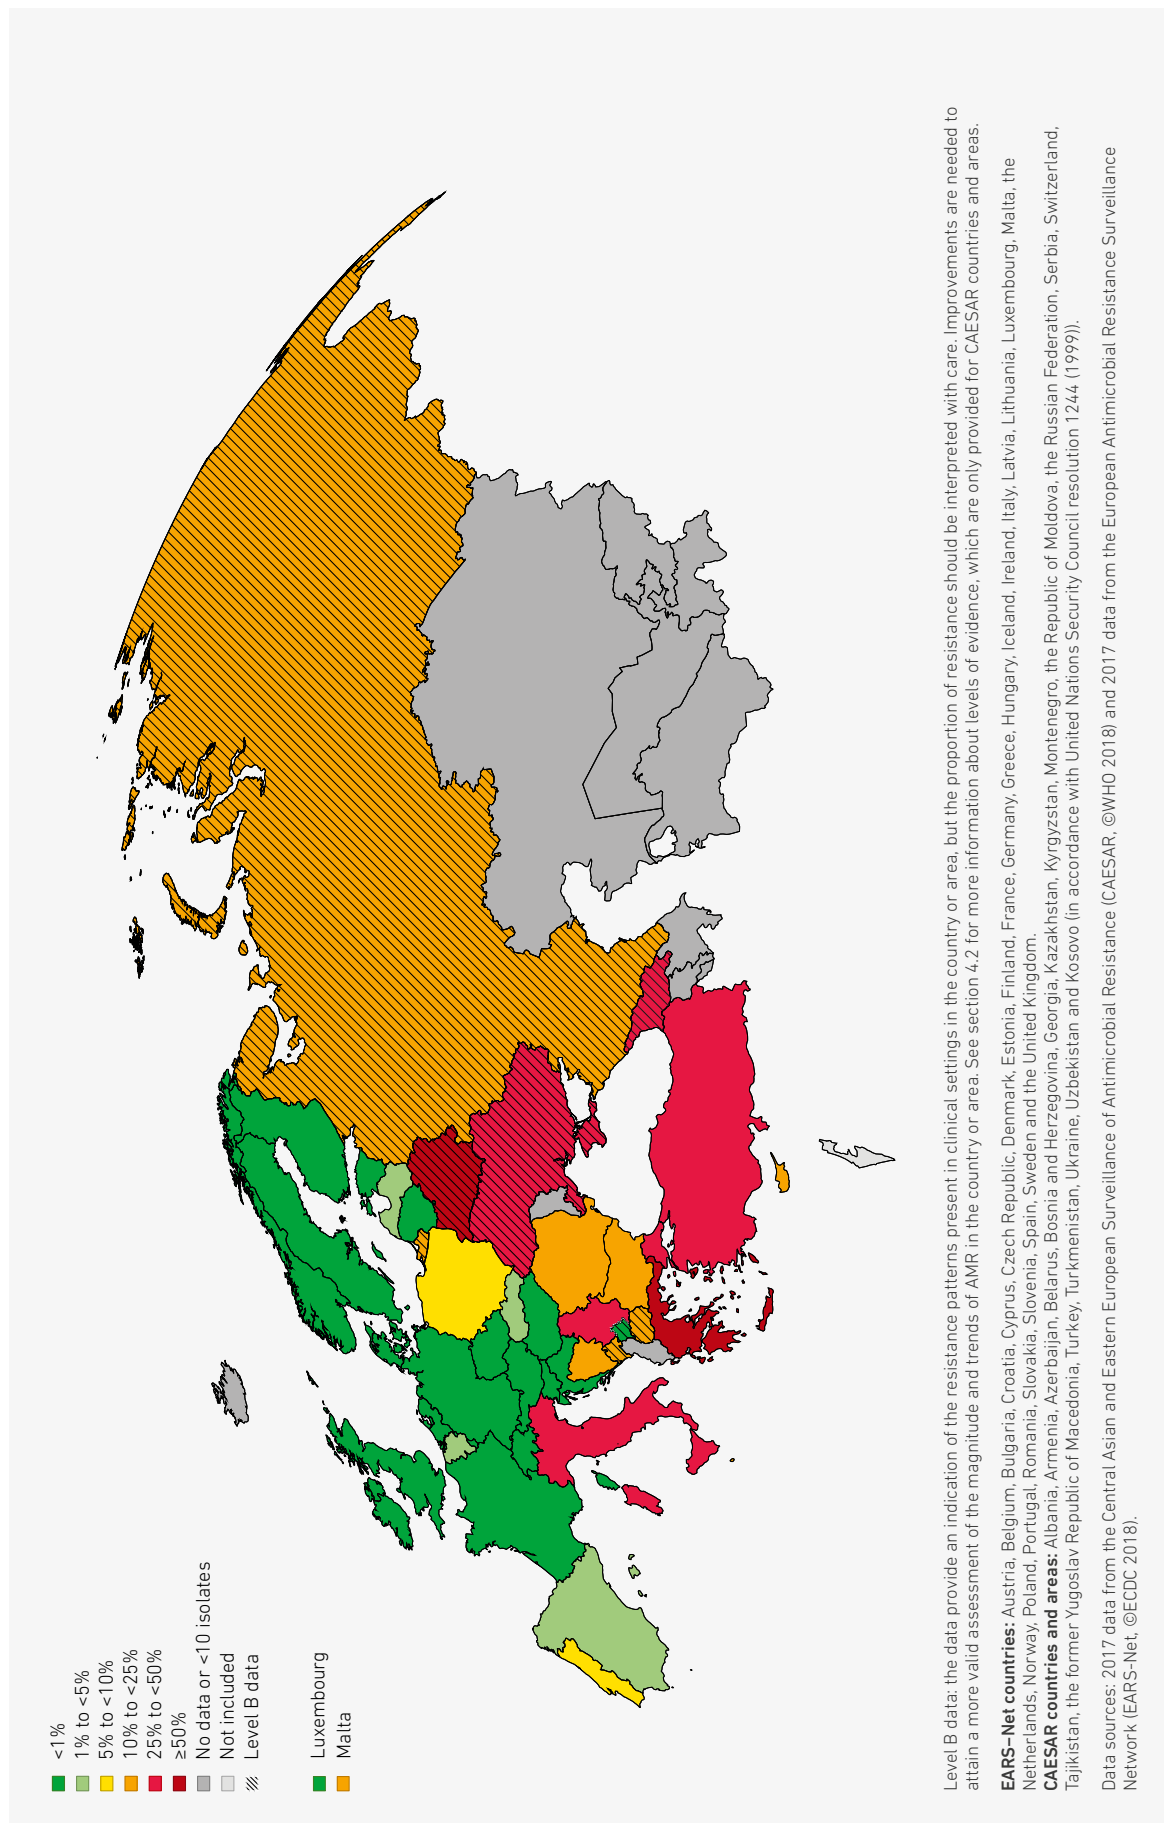 <1%
1% to <5%
5% to <10%
10% to <25%
25% to <50%
≥50%
No data or <10 isolates
Not included
Level B data
Luxembourg
Malta
Level B data: the data provide an indication of the resistance patterns present in clinical settings in the country or area, but the proportion of resistance should be interpreted with care. Improvements are needed to
attain a more valid assessment of the magnitude and trends of AMR in the country or area. See section 4.2 for more information about levels of evidence, which are only provided for CAESAR countries and areas.
EARS–Net countries: Austria, Belgium, Bulgaria, Croatia, Cyprus, Czech Republic, Denmark, Estonia, Finland, France, Germany, Greece, Hungary, Iceland, Ireland, Italy, Latvia, Lithuania, Luxembourg, Malta, the
Netherlands, Norway, Poland, Portugal, Romania, Slovakia, Slovenia, Spain, Sweden and the United Kingdom.
CAESAR countries and areas: Albania, Armenia, Azerbaijan, Belarus, Bosnia and Herzegovina, Georgia, Kazakhstan, Kyrgyzstan, Montenegro, the Republic of Moldova, the Russian Federation, Serbia, Switzerland,
Tajikistan, the former Yugoslav Republic of Macedonia, Turkey, Turkmenistan, Ukraine, Uzbekistan and Kosovo (in accordance with United Nations Security Council resolution 1244 (1999)).
Data sources: 2017 data from the Central Asian and Eastern European Surveillance of Antimicrobial Resistance (CAESAR, ©WHO 2018) and 2017 data from the European Antimicrobial Resistance Surveillance
Network (EARS-Net, ©ECDC 2018).